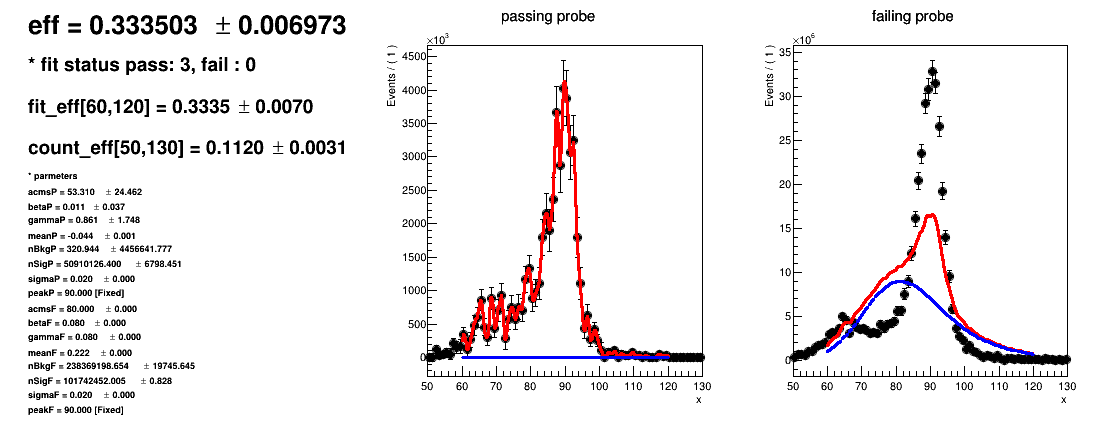 eff = 0.333503 ± 0.006973
* fit status pass: 3, fail : 0
fit_eff[60,120] = 0.3335 ± 0.0070
count_eff[50,130] = 0.1120 ± 0.0031
* parmeters
acmsP = 53.310 ± 24.462
betaP = 0.011 ± 0.037
gammaP = 0.861 ± 1.748
meanP = -0.044 ± 0.001
nBkgP = 320.944 ± 4456641.777
nSigP = 50910126.400 ± 6798.451
sigmaP = 0.020 ± 0.000
peakP = 90.000 [Fixed]
acmsF = 80.000 ± 0.000
betaF = 0.080 ± 0.000
gammaF = 0.080 ± 0.000
meanF = 0.222 ± 0.000
nBkgF = 238369198.654 ± 19745.645
nSigF = 101742452.005 ± 0.828
sigmaF = 0.020 ± 0.000
peakF = 90.000 [Fixed]
passing probe
×10³
Events / ( 1 )
4500
4000
3500
3000
2500
2000
1500
1000
500
0
50 60 70 80 90 100 110 120 130
x
failing probe
×10⁶
Events / ( 1 )
35
30
25
20
15
10
5
0
50 60 70 80 90 100 110 120 130
x